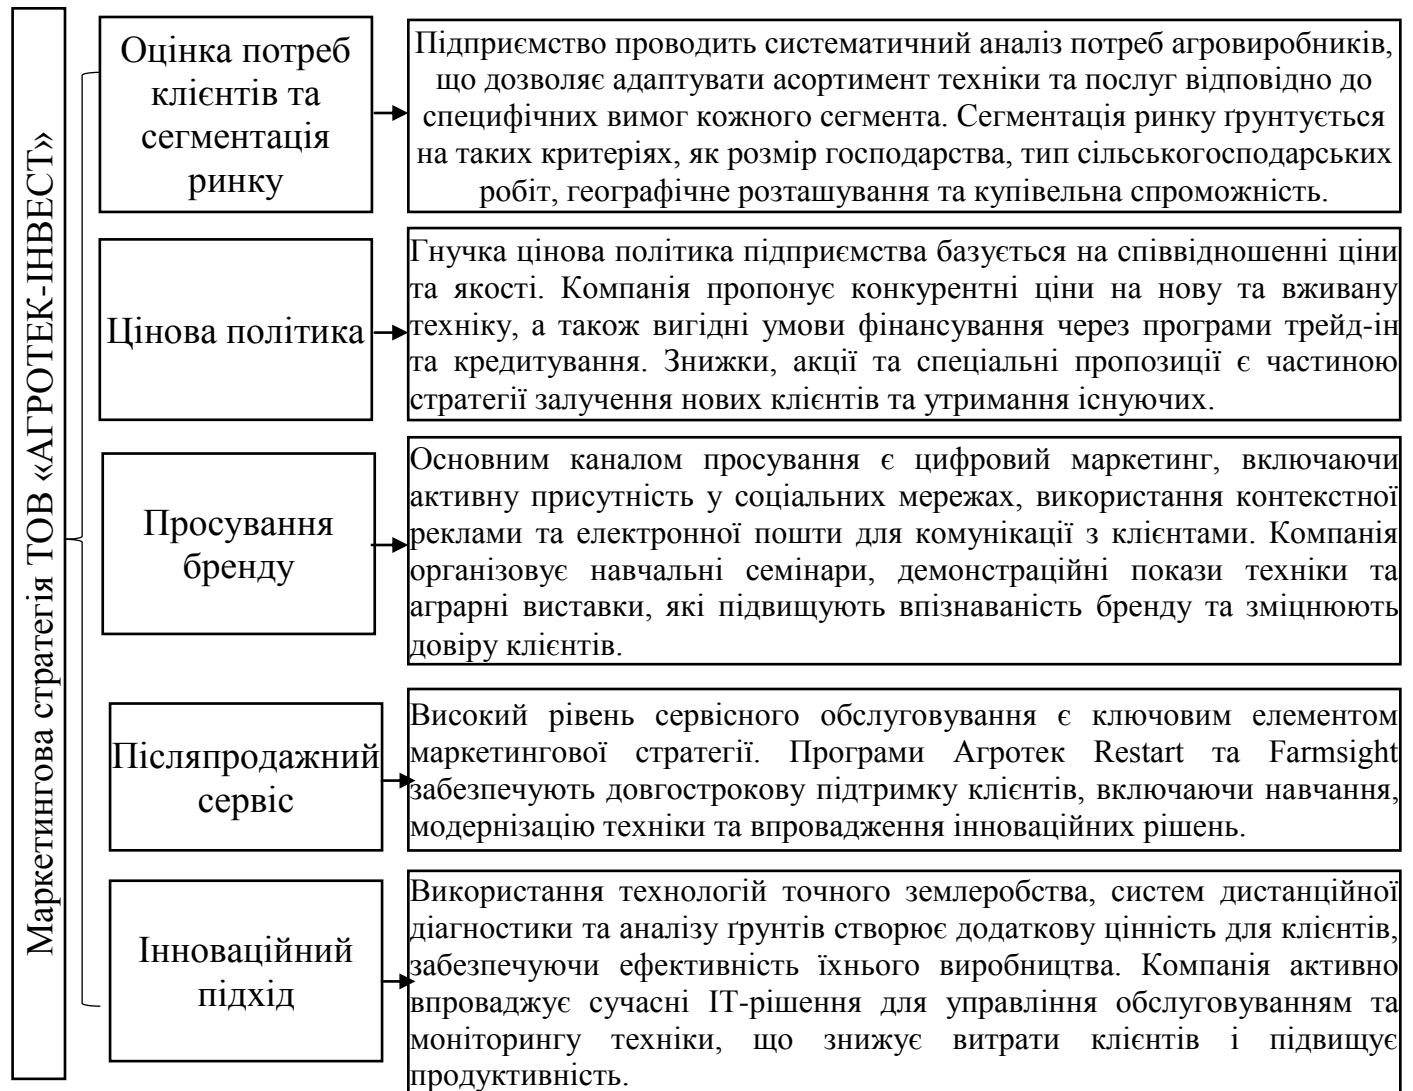 Маркетингова стратегія ТОВ «АГРОТЕК-ІНВЕСТ»
Оцінка потреб
клієнтів та
сегментація
ринку
Підприємство проводить систематичний аналіз потреб агровиробників,
що дозволяє адаптувати асортимент техніки та послуг відповідно до
специфічних вимог кожного сегмента. Сегментація ринку ґрунтується
на таких критеріях, як розмір господарства, тип сільськогосподарських
робіт, географічне розташування та купівельна спроможність.
Цінова політика
Гнучка цінова політика підприємства базується на співвідношенні ціни
та якості. Компанія пропонує конкурентні ціни на нову та вживану
техніку, а також вигідні умови фінансування через програми трейд-ін
та кредитування. Знижки, акції та спеціальні пропозиції є частиною
стратегії залучення нових клієнтів та утримання існуючих.
Просування
бренду
Основним каналом просування є цифровий маркетинг, включаючи
активну присутність у соціальних мережах, використання контекстної
реклами та електронної пошти для комунікації з клієнтами. Компанія
організовує навчальні семінари, демонстраційні покази техніки та
аграрні виставки, які підвищують впізнаваність бренду та зміцнюють
довіру клієнтів.
Післяпродажний
сервіс
Високий рівень сервісного обслуговування є ключовим елементом
маркетингової стратегії. Програми Агротек Restart та Farmsight
забезпечують довгострокову підтримку клієнтів, включаючи навчання,
модернізацію техніки та впровадження інноваційних рішень.
Інноваційний
підхід
Використання технологій точного землеробства, систем дистанційної
діагностики та аналізу ґрунтів створює додаткову цінність для клієнтів,
забезпечуючи ефективність їхнього виробництва. Компанія активно
впроваджує сучасні ІТ-рішення для управління обслуговуванням та
моніторингу техніки, що знижує витрати клієнтів і підвищує
продуктивність.